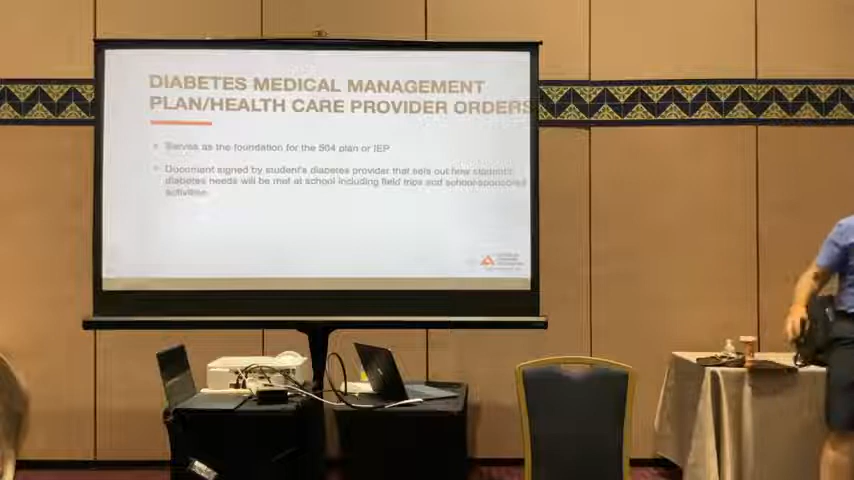 DIABETES MEDICAL MANAGEMENT
PLAN/HEALTH CARE PROVIDER ORDERS
Serves as the foundation for the 504 plan or IEP
Document signed by student's diabetes provider that sets out how students'
diabetes needs will be met at school including field trips and school-sponsored
activities